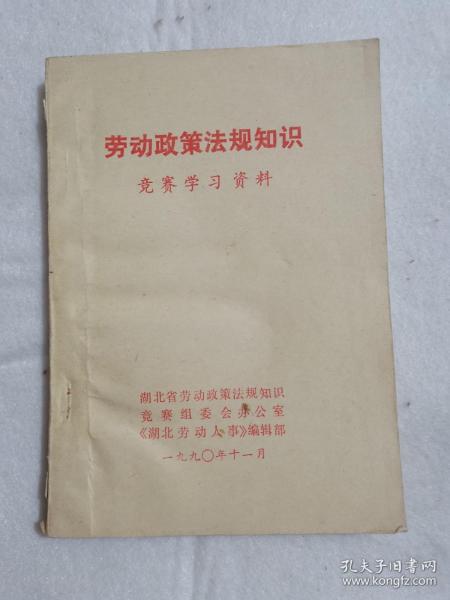 劳动政策法规知识
竞赛学习资料
湖北省劳动政策法规知识
竞赛组委会办公室
《湖北劳动人事》编辑部
一九九〇年十一月
孔夫子旧书网
www.kongfz.com